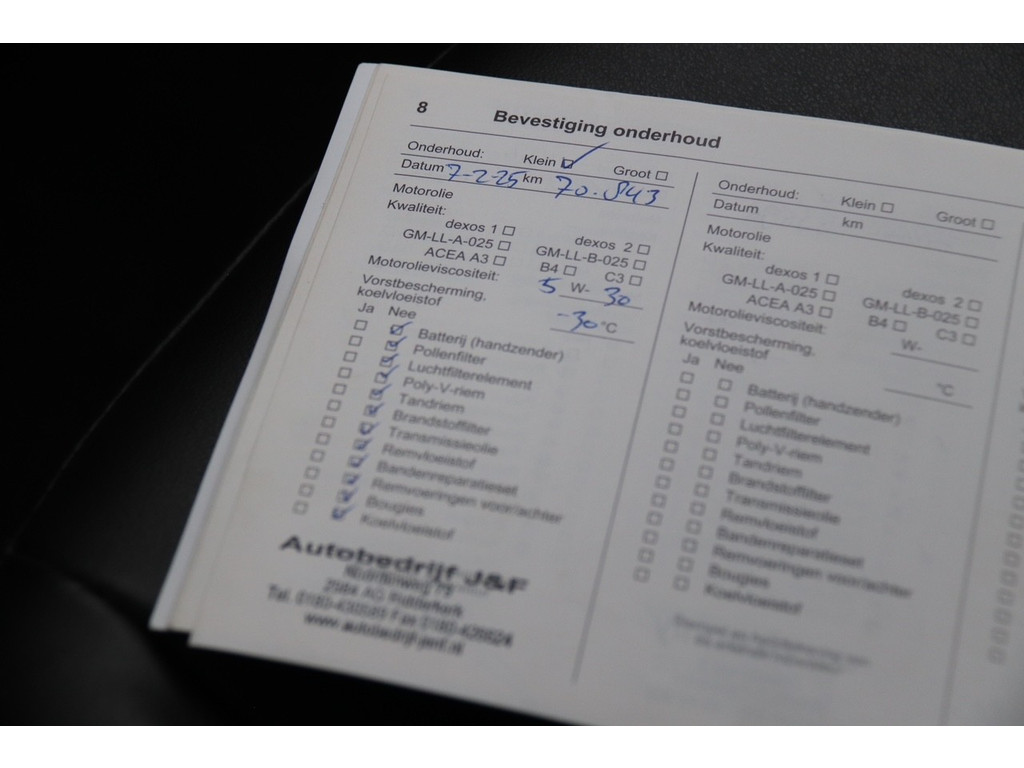 8 Bevestiging onderhoud
Onderhoud: Klein ☑ Groot ☐
Datum 7-2-25 km 70.843
Motorolie
Kwaliteit:
dexos 1 ☐ dexos 2 ☐
GM-LL-A-025 ☐ GM-LL-B-025 ☐
ACEA A3 ☐ B4 ☐ C3 ☐
Motorolieviscositeit: 5 W- 30
Vorstbescherming,
koelvloeistof -30 °C
Ja Nee
☐ ☑ Batterij (handzender)
☐ ☑ Pollenfilter
☐ ☑ Luchtfilterelement
☐ ☑ Poly-V-riem
☐ ☑ Tandriem
☐ ☑ Brandstoffilter
☐ ☑ Transmissieolie
☐ ☑ Remvloeistof
☐ ☑ Bandenreparatieset
☐ ☑ Remvoeringen voor/achter
☐ ☑ Bougies
☐ ☑ Koelvloeistof
Autobedrijf J&F
Onderhoud: Klein ☐ Groot ☐
Datum km
Motorolie
Kwaliteit:
dexos 1 ☐ dexos 2 ☐
GM-LL-A-025 ☐ GM-LL-B-025 ☐
ACEA A3 ☐ B4 ☐ C3 ☐
Motorolieviscositeit: W-
Vorstbescherming,
koelvloeistof °C
Ja Nee
☐ ☐ Batterij (handzender)
☐ ☐ Pollenfilter
☐ ☐ Luchtfilterelement
☐ ☐ Poly-V-riem
☐ ☐ Tandriem
☐ ☐ Brandstoffilter
☐ ☐ Transmissieolie
☐ ☐ Remvloeistof
☐ ☐ Bandenreparatieset
☐ ☐ Remvoeringen voor/achter
☐ ☐ Bougies
☐ ☐ Koelvloeistof